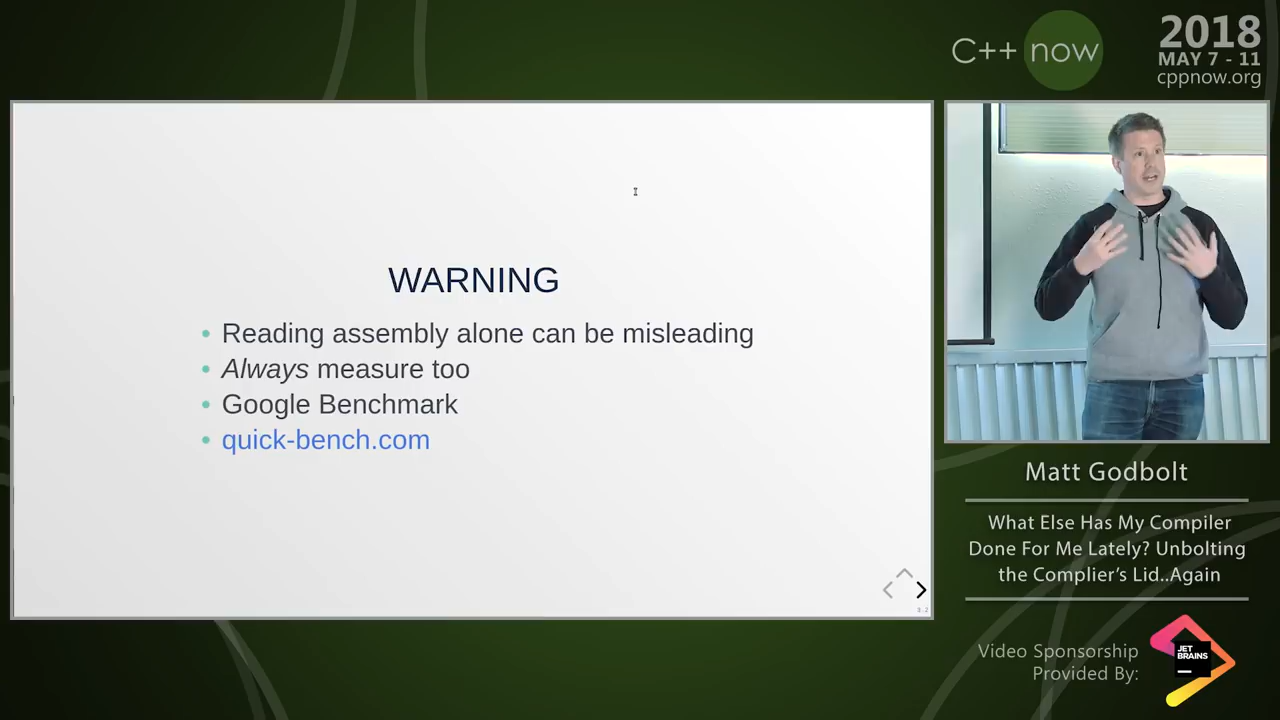 C++ now
2018
MAY 7 - 11
cppnow.org
WARNING
Reading assembly alone can be misleading
Always measure too
Google Benchmark
quick-bench.com
Matt Godbolt
What Else Has My Compiler
Done For Me Lately? Unbolting
the Complier's Lid..Again
Video Sponsorship
Provided By:
JET
BRAINS